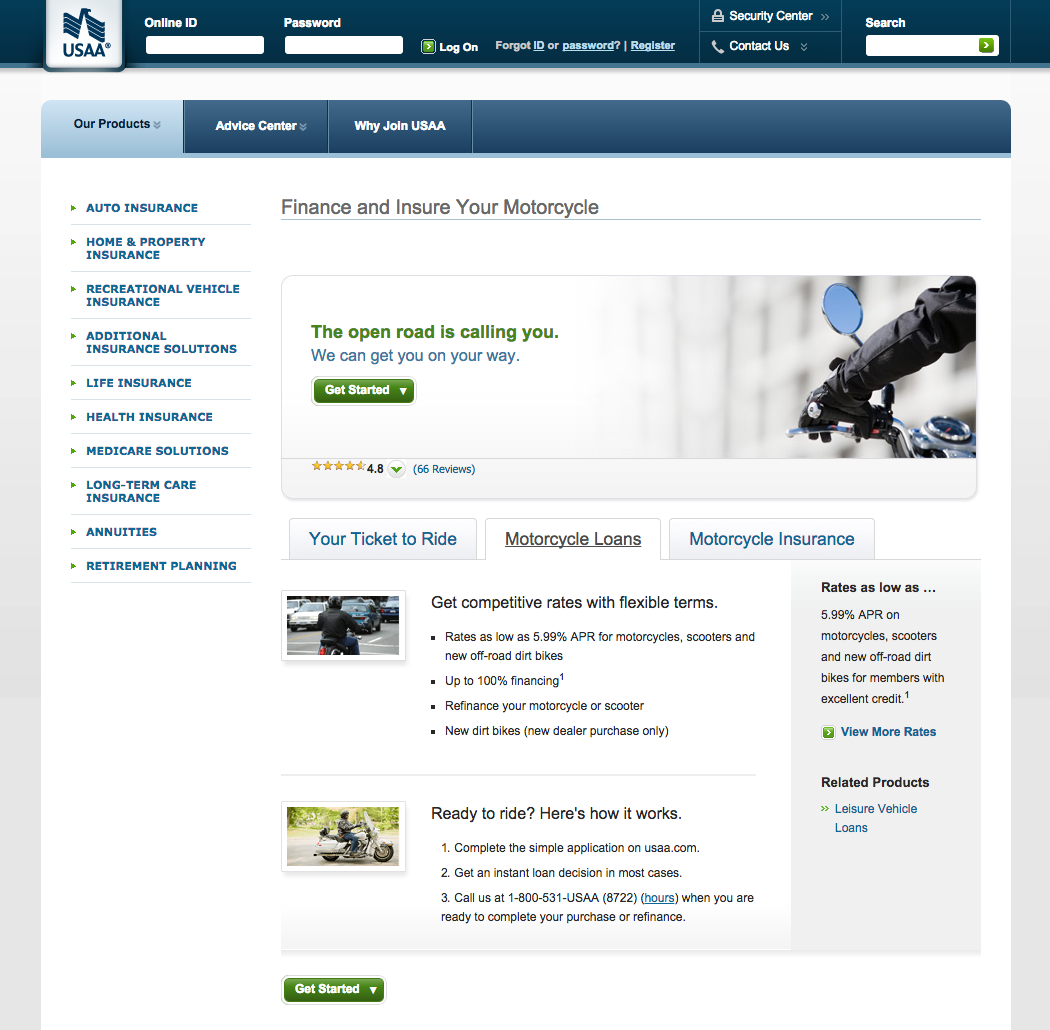 USAA®
Online ID
Password
Log On
Forgot ID or password? | Register
Security Center
Contact Us
Search
Our Products
Advice Center
Why Join USAA
AUTO INSURANCE
HOME & PROPERTY
INSURANCE
RECREATIONAL VEHICLE
INSURANCE
ADDITIONAL
INSURANCE SOLUTIONS
LIFE INSURANCE
HEALTH INSURANCE
MEDICARE SOLUTIONS
LONG-TERM CARE
INSURANCE
ANNUITIES
RETIREMENT PLANNING
Finance and Insure Your Motorcycle
The open road is calling you.
We can get you on your way.
Get Started
4.8 (66 Reviews)
Your Ticket to Ride
Motorcycle Loans
Motorcycle Insurance
Get competitive rates with flexible terms.
Rates as low as 5.99% APR for motorcycles, scooters and
new off-road dirt bikes
Up to 100% financing1
Refinance your motorcycle or scooter
New dirt bikes (new dealer purchase only)
Ready to ride? Here's how it works.
1. Complete the simple application on usaa.com.
2. Get an instant loan decision in most cases.
3. Call us at 1-800-531-USAA (8722) (hours) when you are
ready to complete your purchase or refinance.
Rates as low as ...
5.99% APR on
motorcycles, scooters
and new off-road dirt
bikes for members with
excellent credit.1
View More Rates
Related Products
Leisure Vehicle
Loans
Get Started